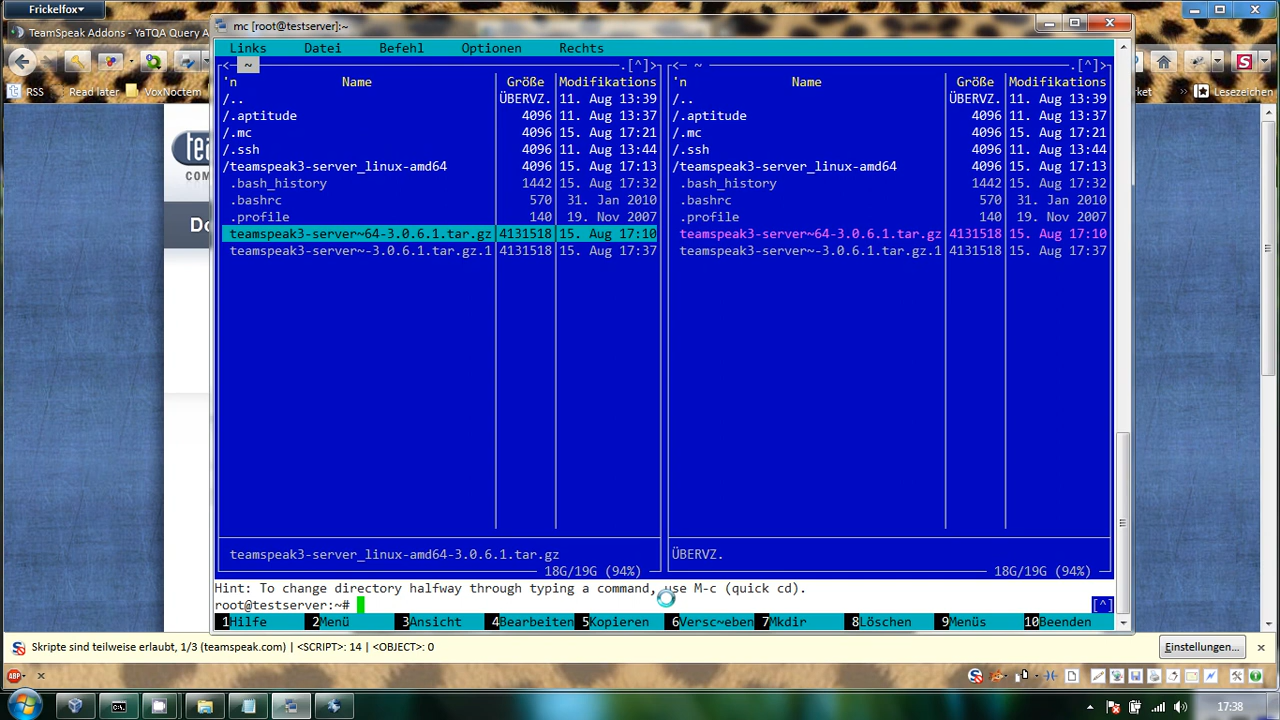 Frickelfox
TeamSpeak Addons - YaTQA Query A
RSS Read later VoxNoctem
rket Lesezeichen
mc [root@testserver]:~
Links Datei Befehl Optionen Rechts
<— ~ .[^]> <— ~ .[^]>
'n Name Größe Modifikations 'n Name Größe Modifikations
/.. ÜBERVZ. 11. Aug 13:39 /.. ÜBERVZ. 11. Aug 13:39
/.aptitude 4096 11. Aug 13:37 /.aptitude 4096 11. Aug 13:37
/.mc 4096 15. Aug 17:21 /.mc 4096 15. Aug 17:21
/.ssh 4096 11. Aug 13:44 /.ssh 4096 11. Aug 13:44
/teamspeak3-server_linux-amd64 4096 15. Aug 17:13 /teamspeak3-server_linux-amd64 4096 15. Aug 17:13
.bash_history 1442 15. Aug 17:32 .bash_history 1442 15. Aug 17:32
.bashrc 570 31. Jan 2010 .bashrc 570 31. Jan 2010
.profile 140 19. Nov 2007 .profile 140 19. Nov 2007
teamspeak3-server~64-3.0.6.1.tar.gz 4131518 15. Aug 17:10 teamspeak3-server~64-3.0.6.1.tar.gz 4131518 15. Aug 17:10
teamspeak3-server~-3.0.6.1.tar.gz.1 4131518 15. Aug 17:37 teamspeak3-server~-3.0.6.1.tar.gz.1 4131518 15. Aug 17:37
tea
COM
Do
teamspeak3-server_linux-amd64-3.0.6.1.tar.gz ÜBERVZ.
18G/19G (94%) 18G/19G (94%)
Hint: To change directory halfway through typing a command, use M-c (quick cd).
root@testserver:~# [^]
1Hilfe 2Menü 3Ansicht 4Bearbeiten 5Kopieren 6Versc~eben 7Mkdir 8Löschen 9Menüs 10Beenden
Skripte sind teilweise erlaubt, 1/3 (teamspeak.com) | <SCRIPT>: 14 | <OBJECT>: 0 Einstellungen...
ABP
17:38